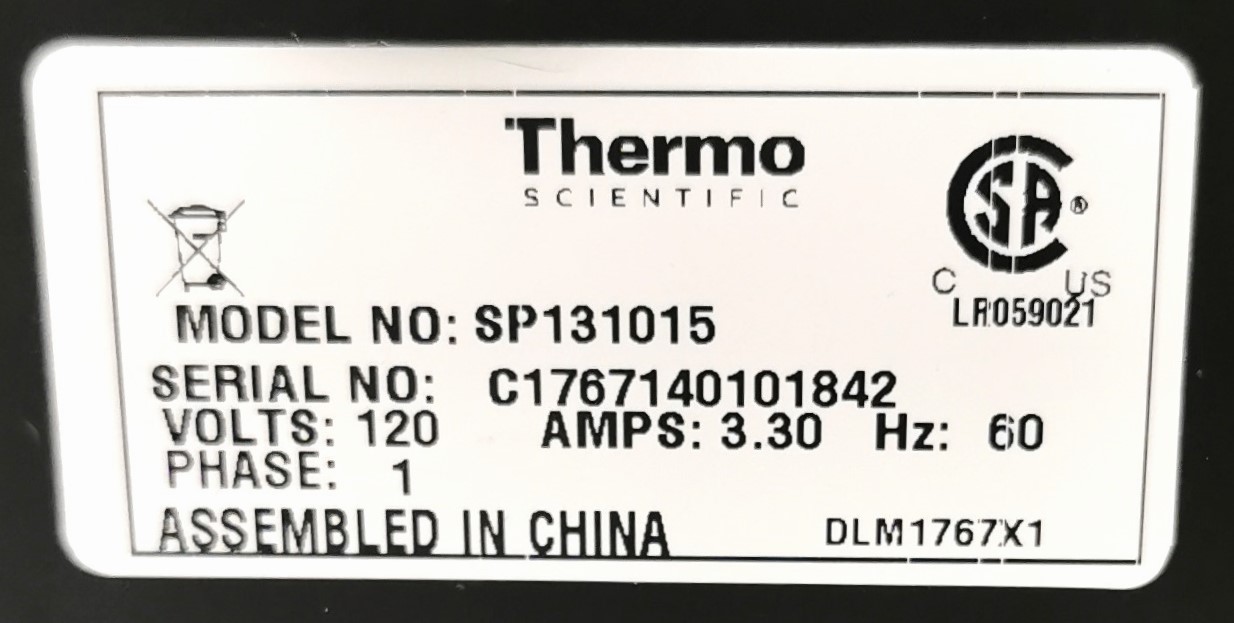 Thermo
SCIENTIFIC
CSA ®
C US
LR059021
MODEL NO: SP131015
SERIAL NO: C1767140101842
VOLTS: 120 AMPS: 3.30 Hz: 60
PHASE: 1
ASSEMBLED IN CHINA DLM1767X1